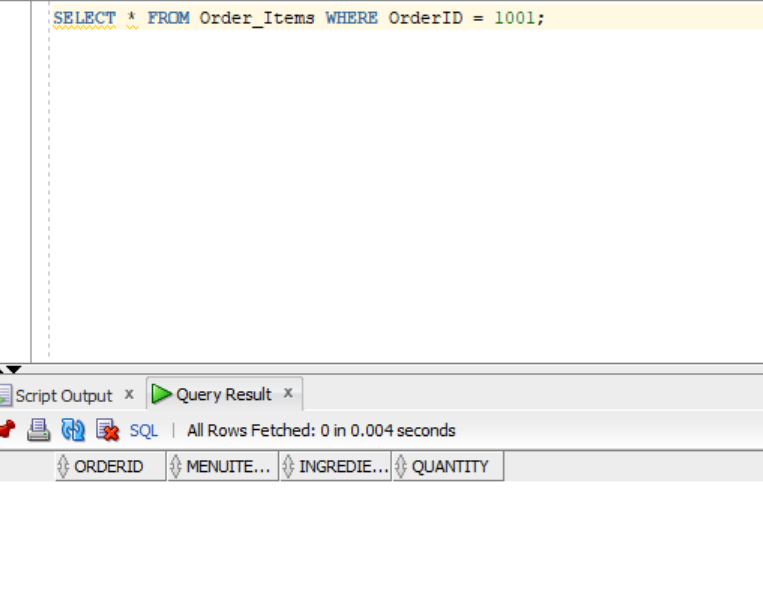 SELECT * FROM Order_Items WHERE OrderID = 1001;
Script Output x Query Result x
SQL | All Rows Fetched: 0 in 0.004 seconds
ORDERID MENUITE... INGREDIE... QUANTITY